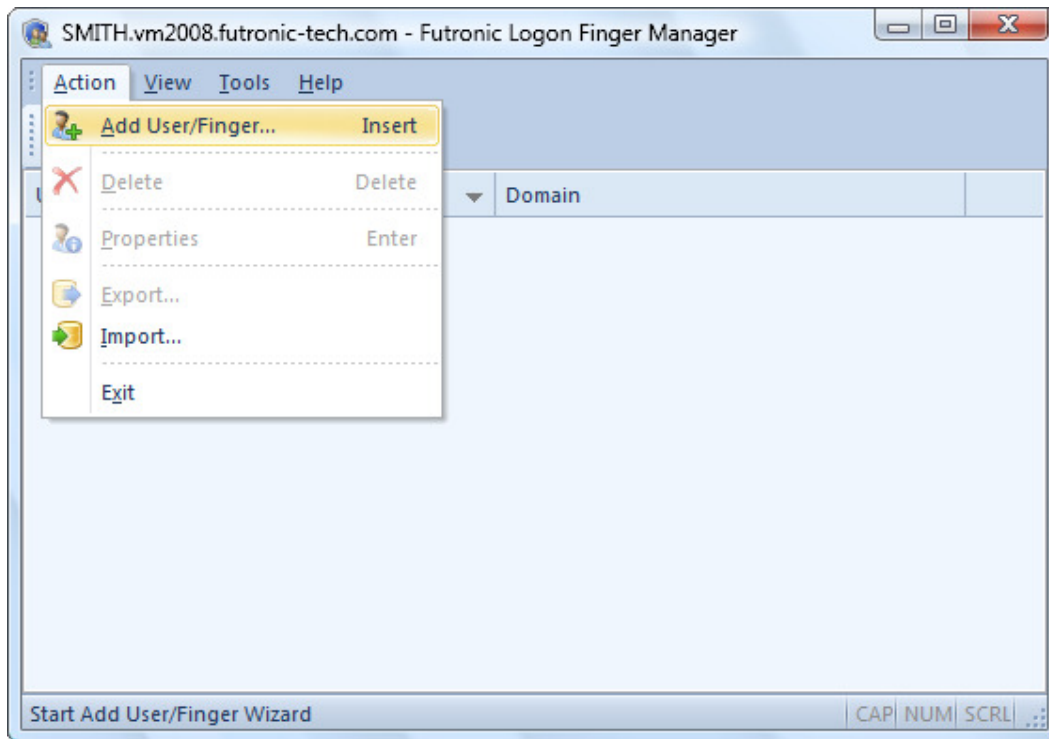 SMITH.vm2008.futronic-tech.com - Futronic Logon Finger Manager
Action View Tools Help
Add User/Finger... Insert
Delete Delete
Domain
Properties Enter
Export...
Import...
Exit
Start Add User/Finger Wizard CAP NUM SCRL